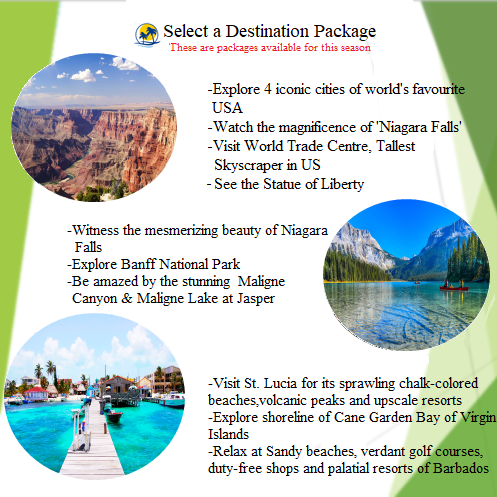 Select a Destination Package
These are packages available for this season
-Explore 4 iconic cities of world's favourite
USA
-Watch the magnificence of 'Niagara Falls'
-Visit World Trade Centre, Tallest
Skyscraper in US
- See the Statue of Liberty
-Witness the mesmerizing beauty of Niagara
Falls
-Explore Banff National Park
-Be amazed by the stunning Maligne
Canyon & Maligne Lake at Jasper
-Visit St. Lucia for its sprawling chalk-colored
beaches,volcanic peaks and upscale resorts
-Explore shoreline of Cane Garden Bay of Virgin
Islands
-Relax at Sandy beaches, verdant golf courses,
duty-free shops and palatial resorts of Barbados